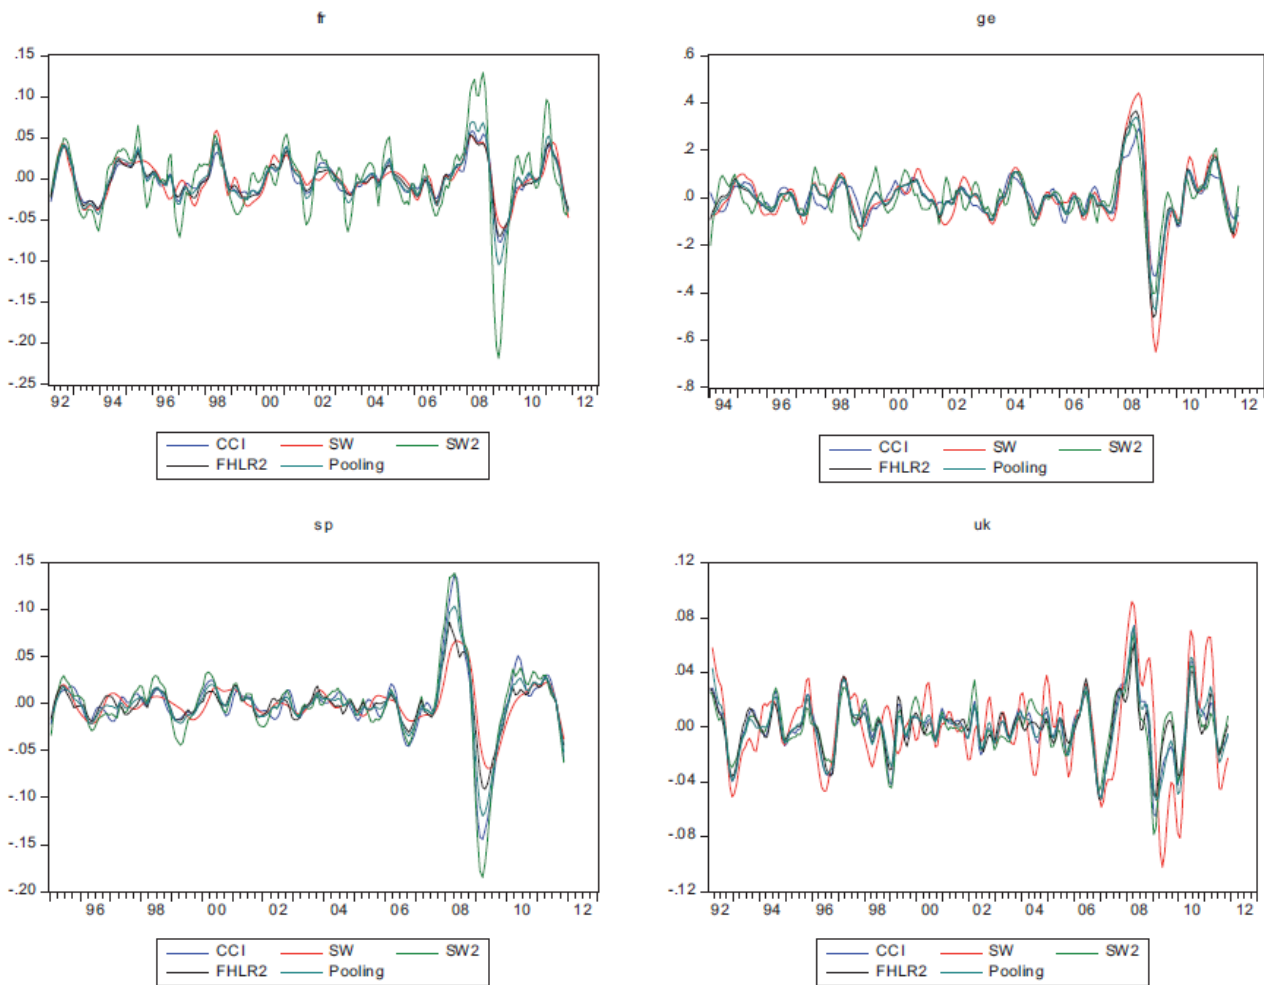 fr
.15
.10
.05
.00
-.05
-.10
-.15
-.20
-.25
92 94 96 98 00 02 04 06 08 10 12
CCI SW SW2
FHLR2 Pooling
ge
.6
.4
.2
.0
-.2
-.4
-.6
-.8
94 96 98 00 02 04 06 08 10 12
CCI SW SW2
FHLR2 Pooling
sp
.15
.10
.05
.00
-.05
-.10
-.15
-.20
96 98 00 02 04 06 08 10 12
CCI SW SW2
FHLR2 Pooling
uk
.12
.08
.04
.00
-.04
-.08
-.12
92 94 96 98 00 02 04 06 08 10 12
CCI SW SW2
FHLR2 Pooling